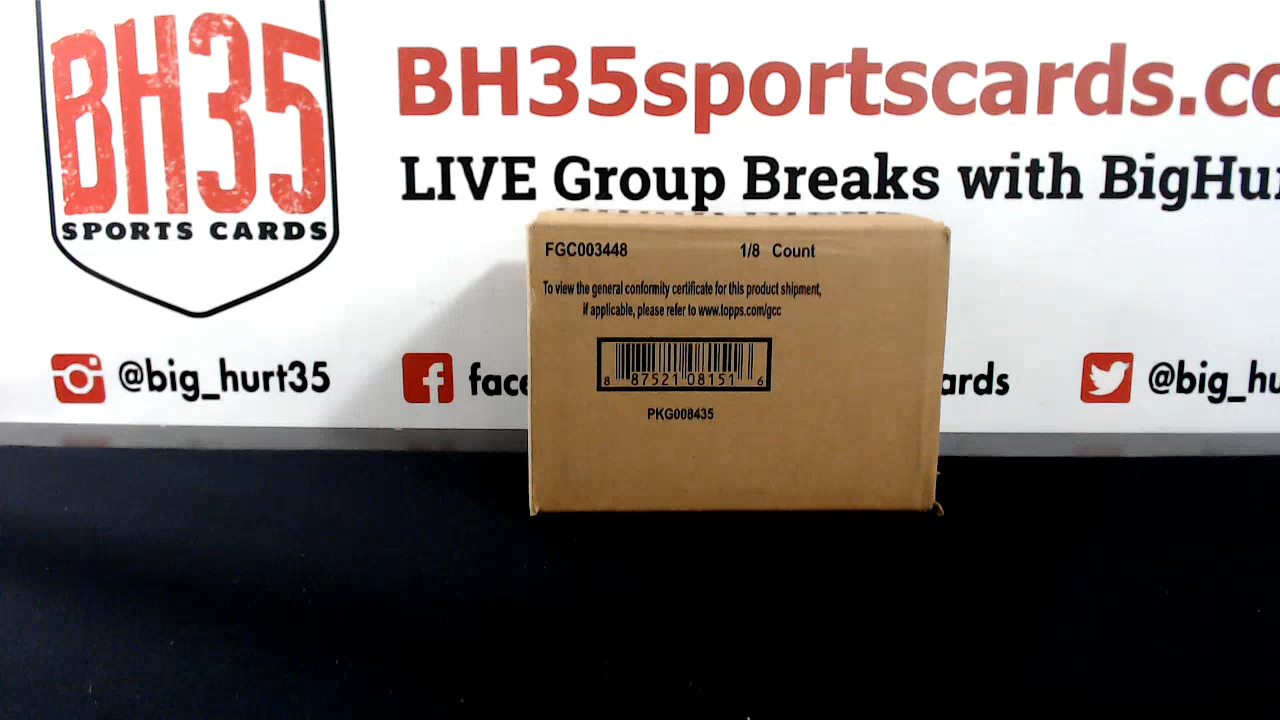 BH35
SPORTS CARDS
BH35sportscards.co
LIVE Group Breaks with BigHu
FGC003448 1/8 Count
To view the general conformity certificate for this product shipment,
if applicable, please refer to www.topps.com/gcc
8 87521 08151 6
PKG008435
@big_hurt35
f face
ards
@big_hu